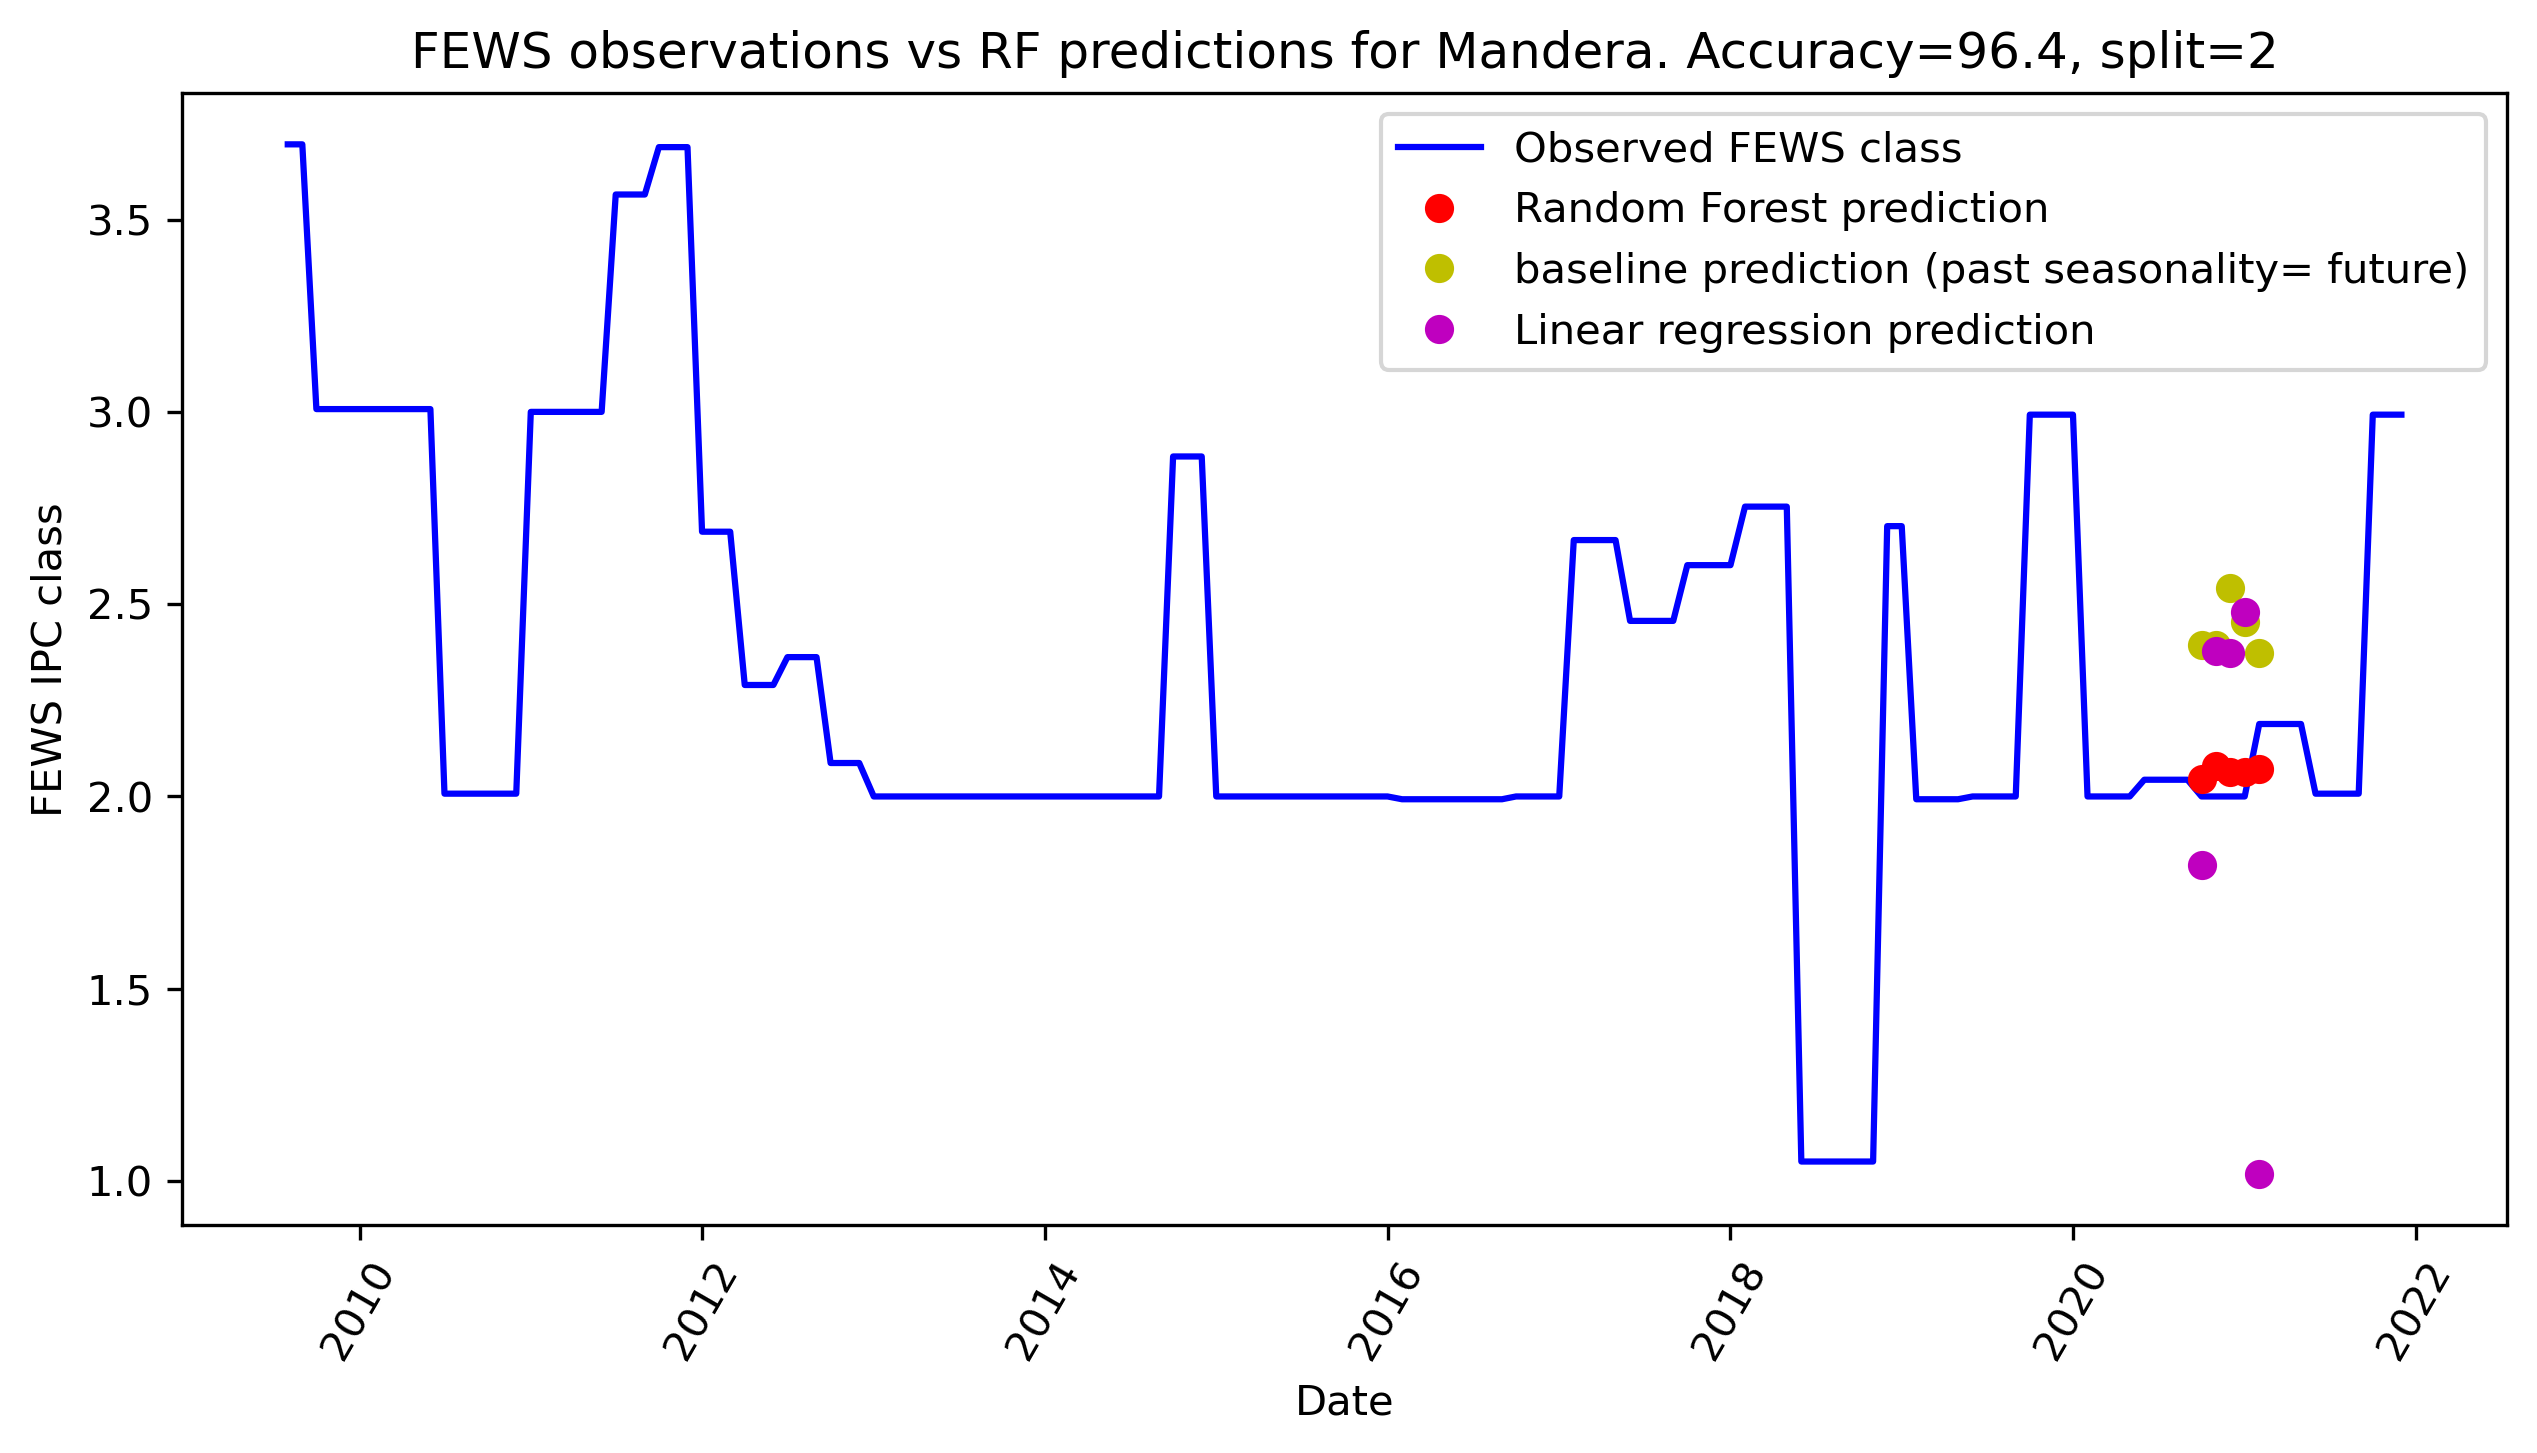 FEWS observations vs RF predictions for Mandera. Accuracy=96.4, split=2
Observed FEWS class
Random Forest prediction
baseline prediction (past seasonality= future)
Linear regression prediction
FEWS IPC class
3.5
3.0
2.5
2.0
1.5
1.0
2010
2012
2014
2016
2018
2020
2022
Date